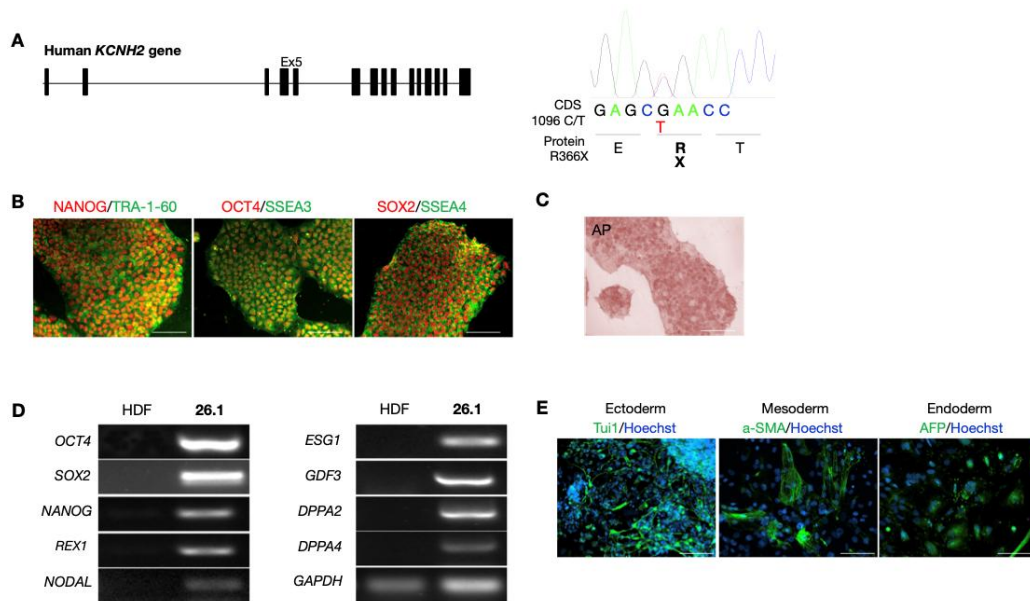 A
Human KCNH2 gene
Ex5
CDS
1096 C/T
GAGCGAACC
T
Protein
R366X
E
R
X
T
B
NANOG/TRA-1-60
OCT4/SSEA3
SOX2/SSEA4
C
AP
D
HDF
26.1
OCT4
SOX2
NANOG
REX1
NODAL
HDF
26.1
ESG1
GDF3
DPPA2
DPPA4
GAPDH
E
Ectoderm
Tui1/Hoechst
Mesoderm
a-SMA/Hoechst
Endoderm
AFP/Hoechst